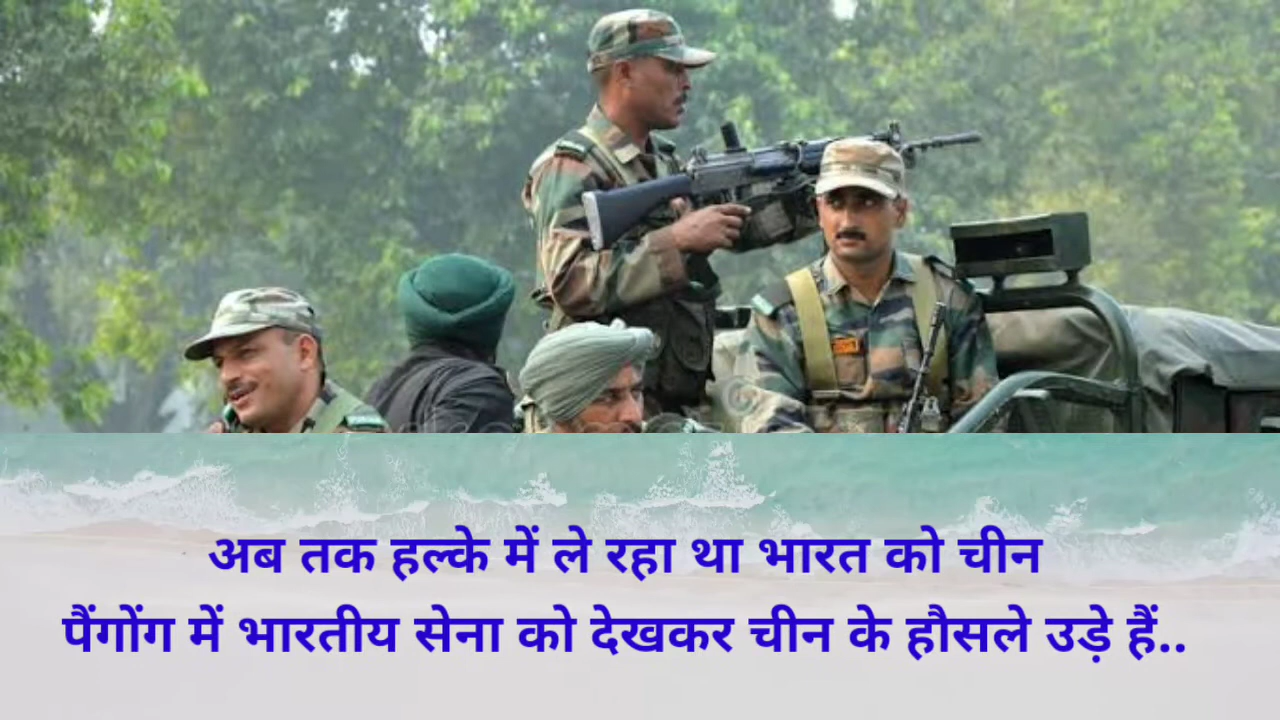 अब तक हल्के में ले रहा था भारत को चीन
पैंगोंग में भारतीय सेना को देखकर चीन के हौसले उड़े हैं..